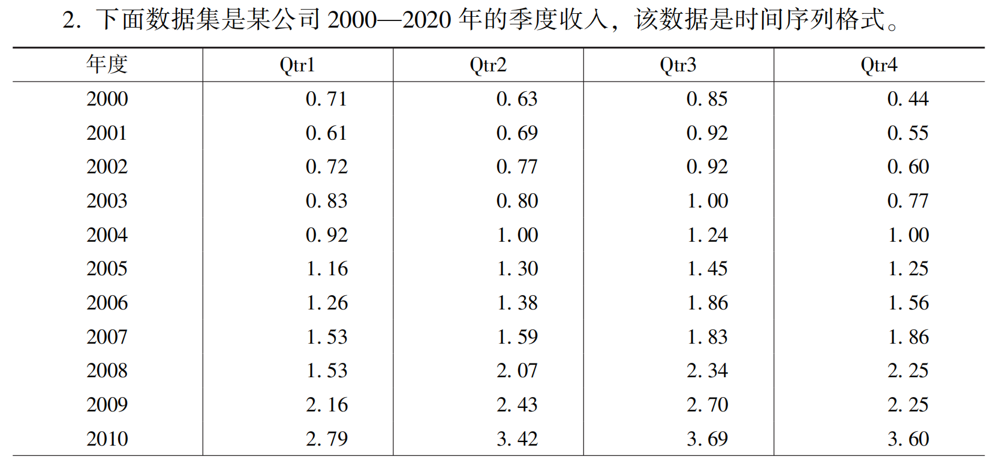 2. 下面数据集是某公司 2000—2020 年的季度收入，该数据是时间序列格式。
年度 Qtr1 Qtr2 Qtr3 Qtr4
2000 0.71 0.63 0.85 0.44
2001 0.61 0.69 0.92 0.55
2002 0.72 0.77 0.92 0.60
2003 0.83 0.80 1.00 0.77
2004 0.92 1.00 1.24 1.00
2005 1.16 1.30 1.45 1.25
2006 1.26 1.38 1.86 1.56
2007 1.53 1.59 1.83 1.86
2008 1.53 2.07 2.34 2.25
2009 2.16 2.43 2.70 2.25
2010 2.79 3.42 3.69 3.60